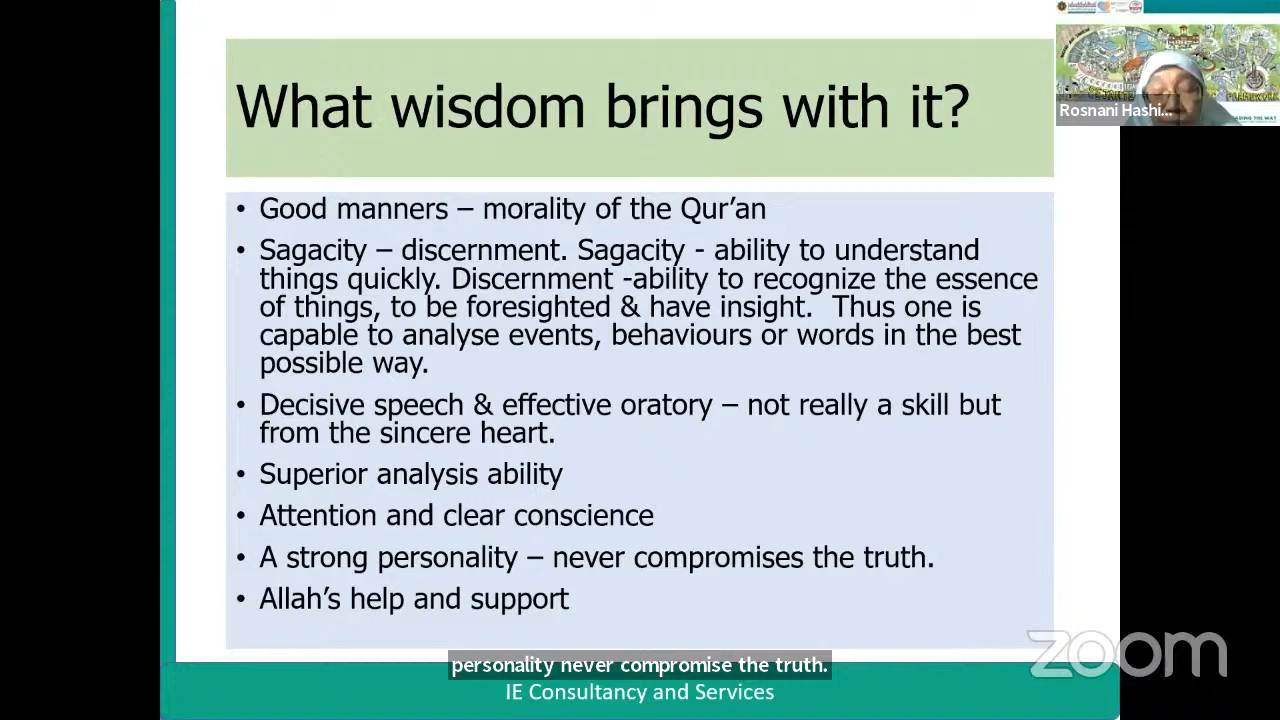 What wisdom brings with it?
Rosnani Hashi...
ADING THE WAY
• Good manners – morality of the Qur'an
• Sagacity – discernment. Sagacity - ability to understand
things quickly. Discernment -ability to recognize the essence
of things, to be foresighted & have insight.  Thus one is
capable to analyse events, behaviours or words in the best
possible way.
• Decisive speech & effective oratory – not really a skill but
from the sincere heart.
• Superior analysis ability
• Attention and clear conscience
• A strong personality – never compromises the truth.
• Allah's help and support
zoom
personality never compromise the truth.
IE Consultancy and Services